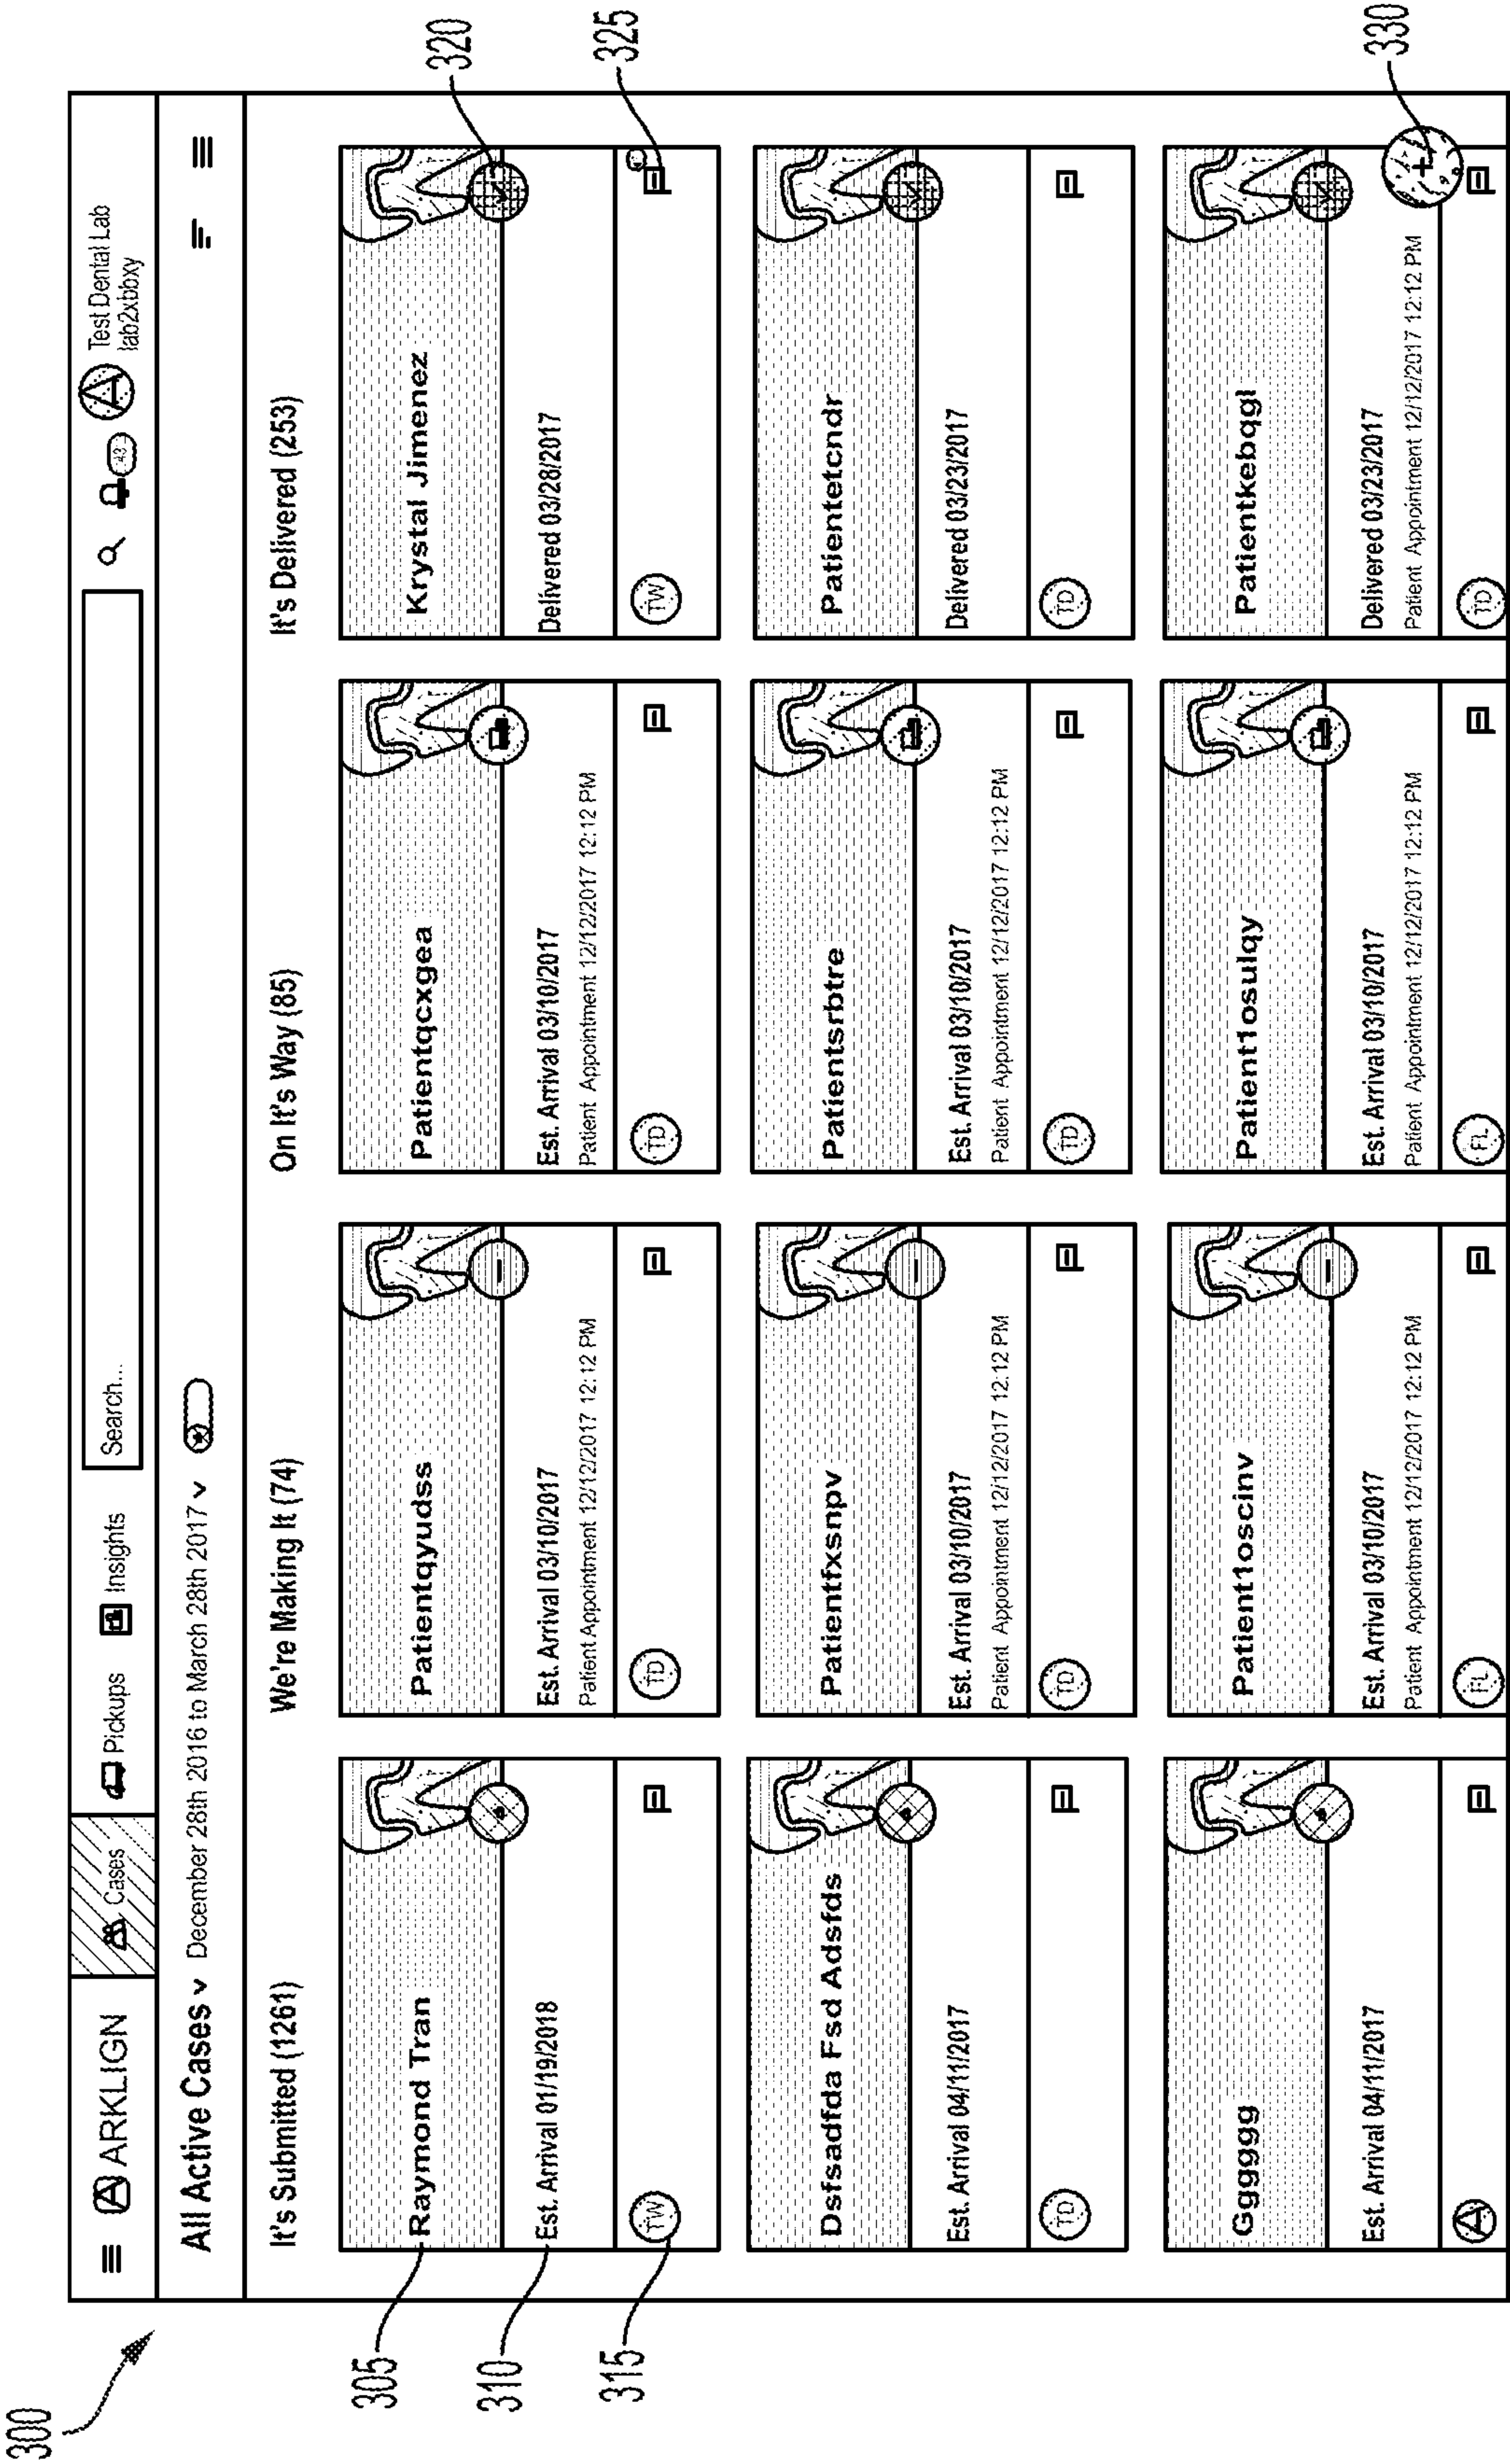 300
ARKLIGN
Cases
Pickups
Insights
Search...
43
Test Dental Lab
lab2xbbxy
All Active Cases
December 28th 2016 to March 28th 2017
It's Submitted (1261)
We're Making It (74)
On It's Way (85)
It's Delivered (253)
305
Raymond Tran
Patientqyudss
Patientqcxgea
Krystal Jimenez
320
310
Est. Arrival 01/19/2018
Est. Arrival 03/10/2017
Est. Arrival 03/10/2017
Delivered 03/28/2017
Patient Appointment 12/12/2017 12:12 PM
Patient Appointment 12/12/2017 12:12 PM
315
TW
TD
TD
TW
325
Dsfsadfda Fsd Adsfds
Patientfxsnpv
Patientsrbtre
Patientetcndr
Est. Arrival 04/11/2017
Est. Arrival 03/10/2017
Est. Arrival 03/10/2017
Delivered 03/23/2017
Patient Appointment 12/12/2017 12:12 PM
Patient Appointment 12/12/2017 12:12 PM
TD
TD
TD
TD
Gggggg
Patient1oscinv
Patient1osulqy
Patientkebqgl
Est. Arrival 04/11/2017
Est. Arrival 03/10/2017
Est. Arrival 03/10/2017
Delivered 03/23/2017
Patient Appointment 12/12/2017 12:12 PM
Patient Appointment 12/12/2017 12:12 PM
Patient Appointment 12/12/2017 12:12 PM
330
FL
FL
TD